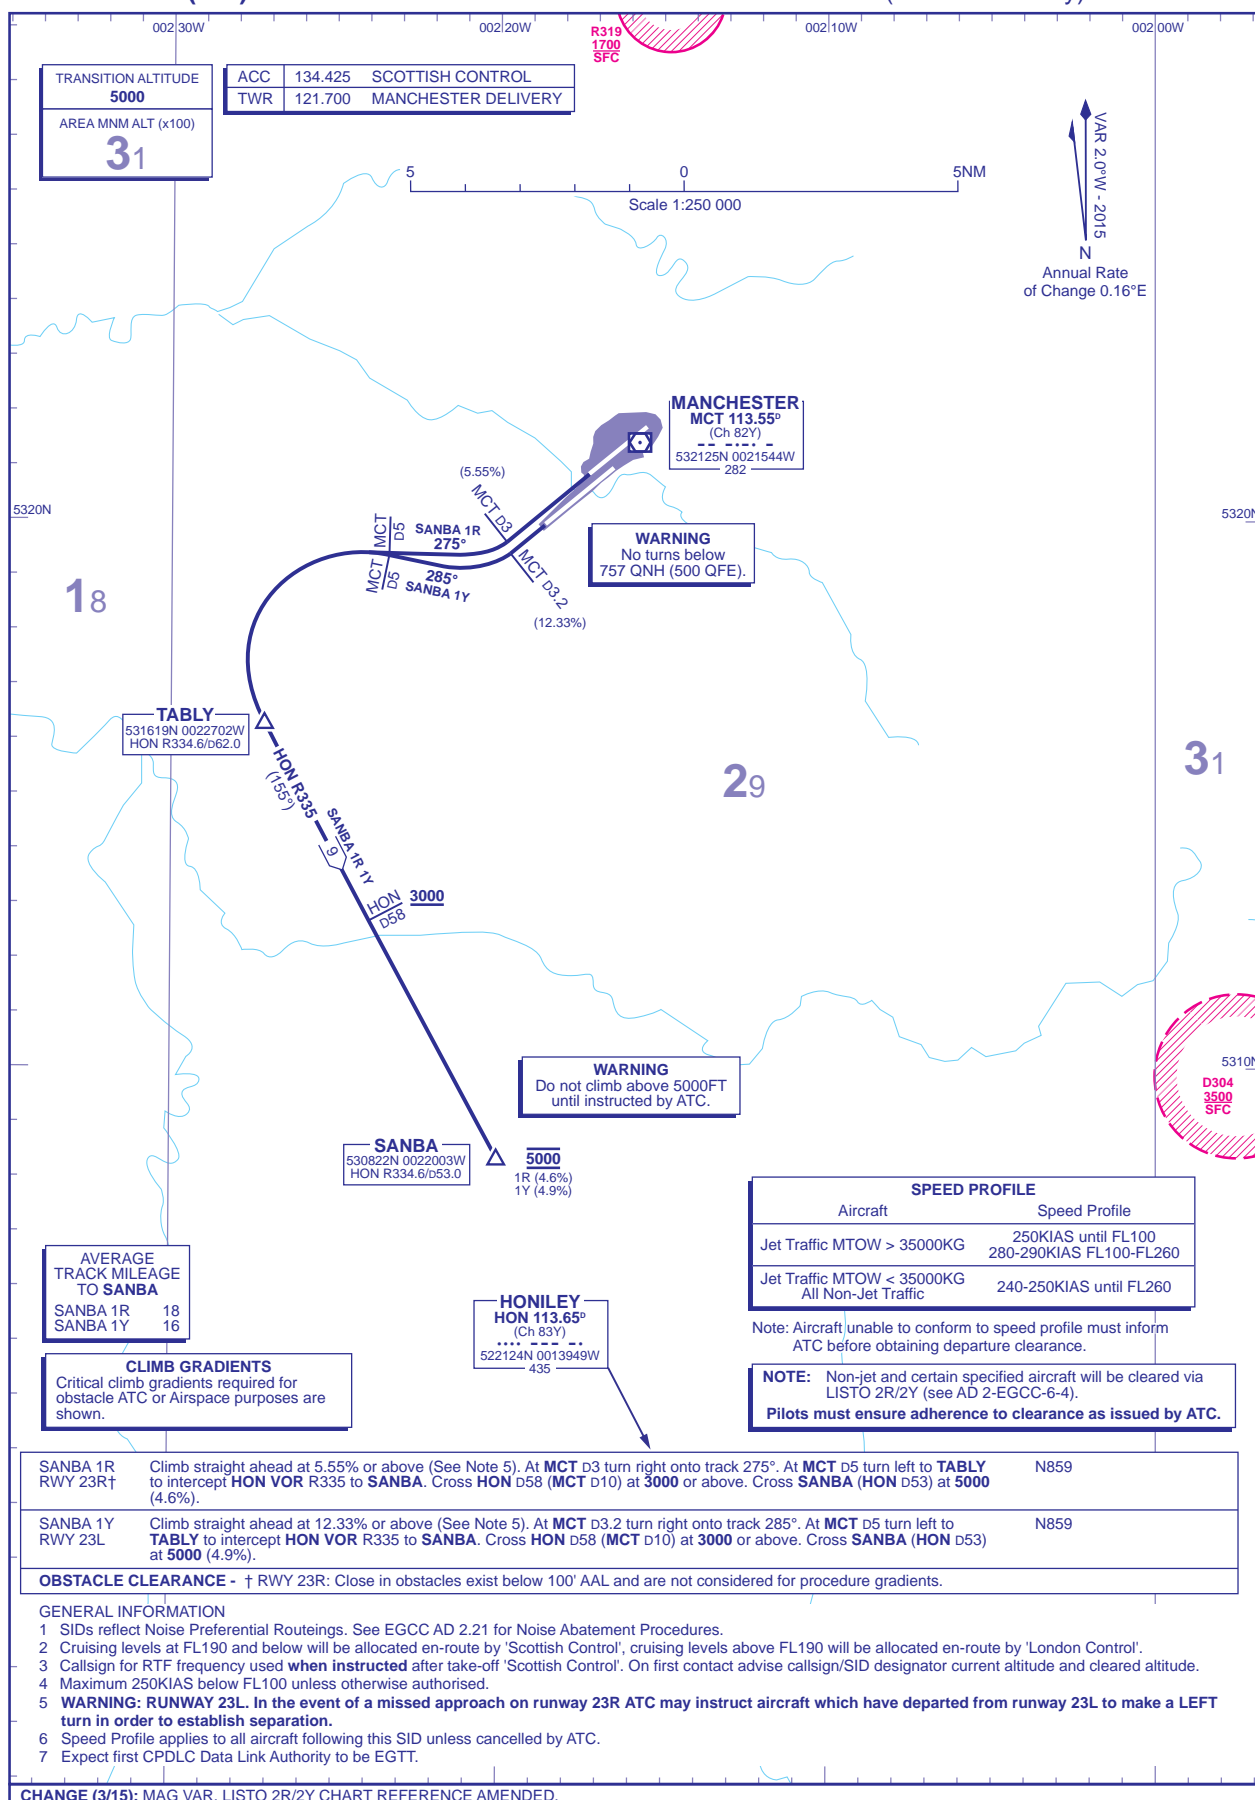 002 30W
002 20W
002 10W
002 00W
R319
1700
SFC
TRANSITION ALTITUDE
5000
AREA MNM ALT (x100)
31
ACC 134.425 SCOTTISH CONTROL
TWR 121.700 MANCHESTER DELIVERY
5 0 5NM
Scale 1:250 000
VAR 2.0°W - 2015
N
Annual Rate
of Change 0.16°E
MANCHESTER
MCT 113.55D
(Ch 82Y)
532125N 0021544W
282
(5.55%)
MCT D3
5320N
5320N
MCT D5
SANBA 1R
275°
MCT D5
285°
SANBA 1Y
MCT D3.2
(12.33%)
WARNING
No turns below
757 QNH (500 QFE).
18
TABLY
531619N 0022702W
HON R334.6/D62.0
HON R335
(155°)
SANBA 1R 1Y
9
29
31
HON D58
3000
WARNING
Do not climb above 5000FT
until instructed by ATC.
5310N
D304
3500
SFC
SANBA
530822N 0022003W
HON R334.6/D53.0
5000
1R (4.6%)
1Y (4.9%)
SPEED PROFILE
Aircraft Speed Profile
Jet Traffic MTOW > 35000KG
250KIAS until FL100
280-290KIAS FL100-FL260
Jet Traffic MTOW < 35000KG
All Non-Jet Traffic
240-250KIAS until FL260
Note: Aircraft unable to conform to speed profile must inform
ATC before obtaining departure clearance.
AVERAGE
TRACK MILEAGE
TO SANBA
SANBA 1R 18
SANBA 1Y 16
HONILEY
HON 113.65D
(Ch 83Y)
522124N 0013949W
435
CLIMB GRADIENTS
Critical climb gradients required for
obstacle ATC or Airspace purposes are
shown.
NOTE: Non-jet and certain specified aircraft will be cleared via
LISTO 2R/2Y (see AD 2-EGCC-6-4).
Pilots must ensure adherence to clearance as issued by ATC.
SANBA 1R Climb straight ahead at 5.55% or above (See Note 5). At MCT D3 turn right onto track 275°. At MCT D5 turn left to TABLY N859
RWY 23R† to intercept HON VOR R335 to SANBA. Cross HON D58 (MCT D10) at 3000 or above. Cross SANBA (HON D53) at 5000
(4.6%).
SANBA 1Y Climb straight ahead at 12.33% or above (See Note 5). At MCT D3.2 turn right onto track 285°. At MCT D5 turn left to N859
RWY 23L TABLY to intercept HON VOR R335 to SANBA. Cross HON D58 (MCT D10) at 3000 or above. Cross SANBA (HON D53)
at 5000 (4.9%).
OBSTACLE CLEARANCE - † RWY 23R: Close in obstacles exist below 100' AAL and are not considered for procedure gradients.
GENERAL INFORMATION
1 SIDs reflect Noise Preferential Routeings. See EGCC AD 2.21 for Noise Abatement Procedures.
2 Cruising levels at FL190 and below will be allocated en-route by 'Scottish Control', cruising levels above FL190 will be allocated en-route by 'London Control'.
3 Callsign for RTF frequency used when instructed after take-off 'Scottish Control'. On first contact advise callsign/SID designator current altitude and cleared altitude.
4 Maximum 250KIAS below FL100 unless otherwise authorised.
5 WARNING: RUNWAY 23L. In the event of a missed approach on runway 23R ATC may instruct aircraft which have departed from runway 23L to make a LEFT
turn in order to establish separation.
6 Speed Profile applies to all aircraft following this SID unless cancelled by ATC.
7 Expect first CPDLC Data Link Authority to be EGTT.
CHANGE (3/15): MAG VAR. LISTO 2R/2Y CHART REFERENCE AMENDED.